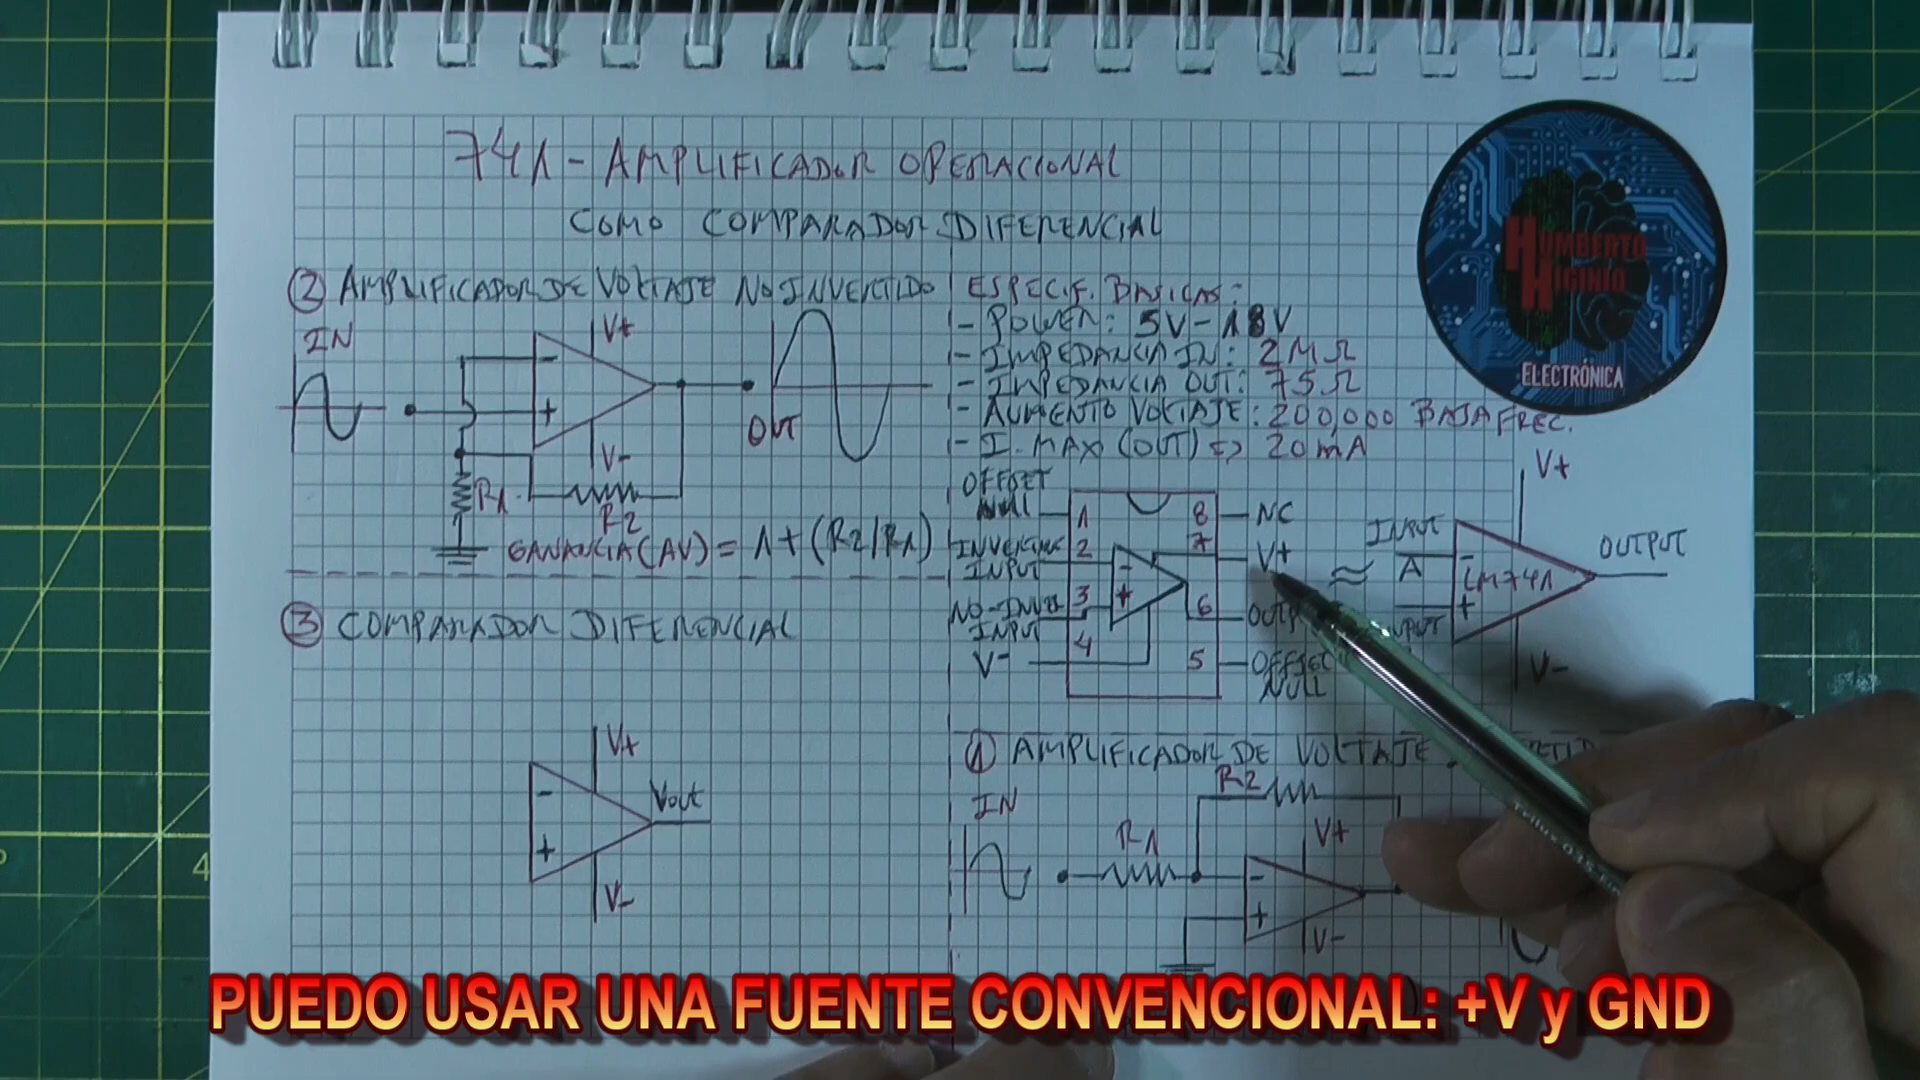 741 - AMPLIFICADOR OPERACIONAL
COMO COMPARADOR DIFERENCIAL
② AMPLIFICADOR DE VOLTAJE NO INVERTIDO
IN
V+
-
+
V-
OUT
R1
R2
GANANCIA (AV) = 1 + (R2/R1)
③ COMPARADOR DIFERENCIAL
V+
-
+
Vout
V-
ESPECIF. BASICAS:
- POWER: 5V - 18V
- IMPEDANCIA IN: 2MΩ
- IMPEDANCIA OUT: 75Ω
- AUMENTO VOLTAJE: 200,000 BAJA FREC.
- I. MAX (OUT) => 20mA
OFFSET
NULL
1
8
NC
2
7
V+
INPUT
-
+
NO-INVER
3
6
INPUT
4
V-
5
OFFSET
NULL
≈
INPUT
A
-
+
LM741
V+
V-
OUTPUT
① AMPLIFICADOR DE VOLTAJE
IN
R1
R2
V+
-
+
V-
HUMBERTO
HIGINIO
ELECTRÓNICA
4
PUEDO USAR UNA FUENTE CONVENCIONAL: +V y GND